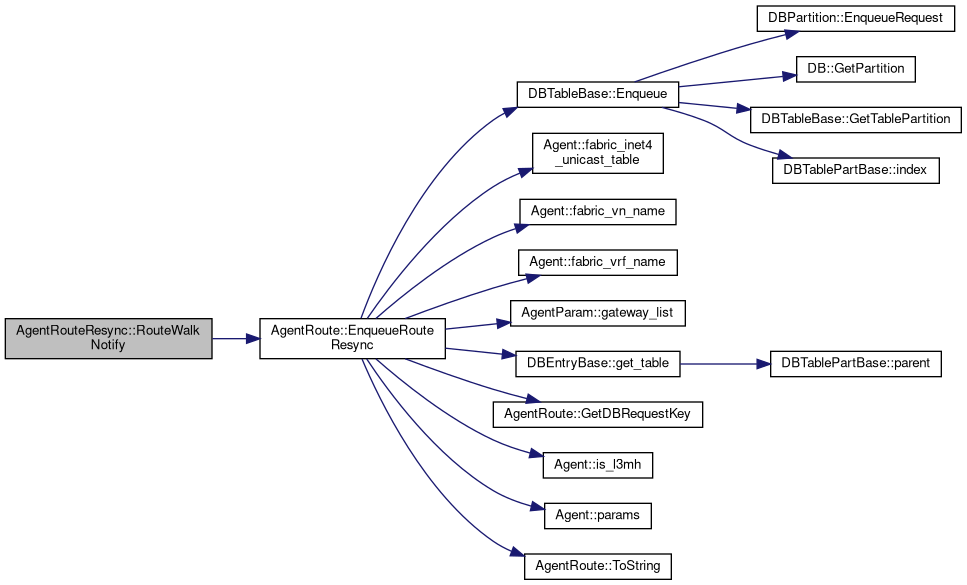 AgentRouteResync::RouteWalk
Notify
AgentRoute::EnqueueRoute
Resync
DBTableBase::Enqueue
DBPartition::EnqueueRequest
DB::GetPartition
DBTableBase::GetTablePartition
DBTablePartBase::index
Agent::fabric_inet4
_unicast_table
Agent::fabric_vn_name
Agent::fabric_vrf_name
AgentParam::gateway_list
DBEntryBase::get_table
DBTablePartBase::parent
AgentRoute::GetDBRequestKey
Agent::is_l3mh
Agent::params
AgentRoute::ToString